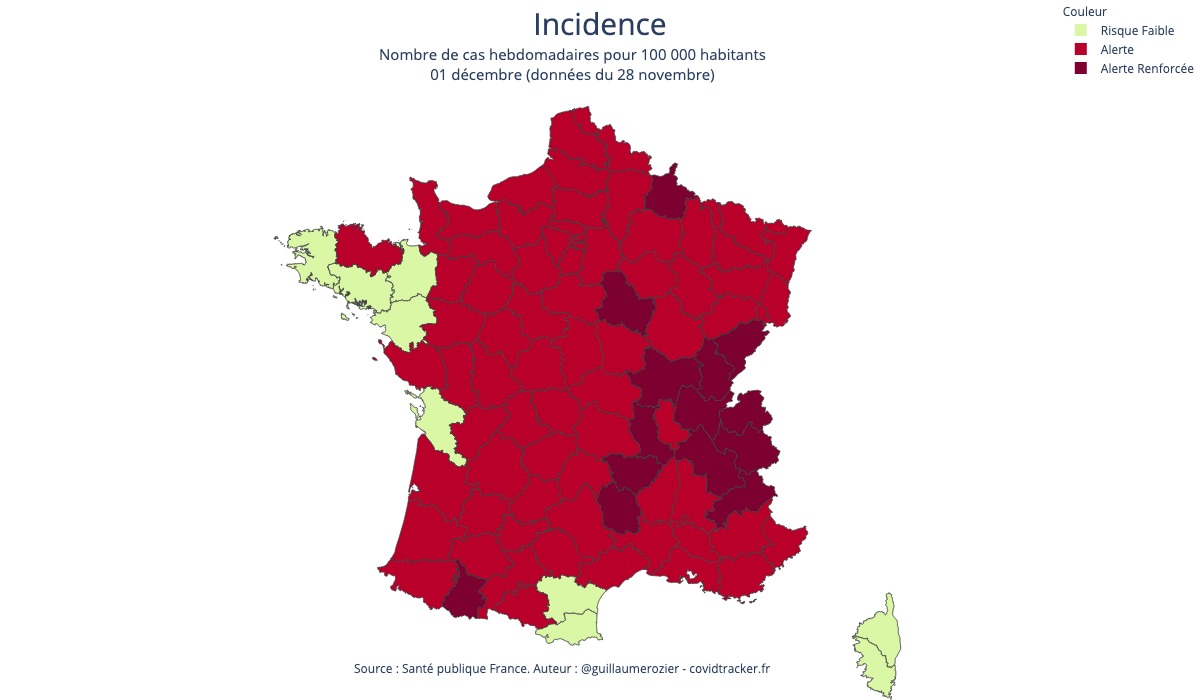 Incidence
Nombre de cas hebdomadaires pour 100 000 habitants
01 décembre (données du 28 novembre)
Couleur
Risque Faible
Alerte
Alerte Renforcée
Source : Santé publique France. Auteur : @guillaumerozier - covidtracker.fr